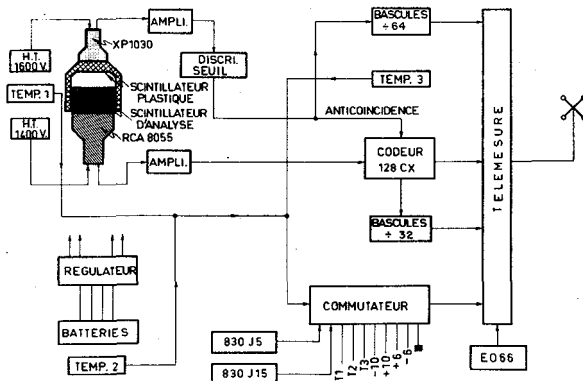 AMPLI.
XP1030
H.T.
1600 V.
DISCRI.
SEUIL
BASCULES
÷64
TEMP. 1
SCINTILLATEUR
PLASTIQUE
TEMP. 3
SCINTILLATEUR
D'ANALYSE
ANTICOINCIDENCE
H.T.
1400 V.
RCA 8055
AMPLI.
CODEUR
128 CX
TELEMESURE
BASCULES
÷ 32
REGULATEUR
COMMUTATEUR
BATTERIES
830 J5
TEMP. 2
830 J15
T1
T2
T3
-10
+10
+6
-6
EO66